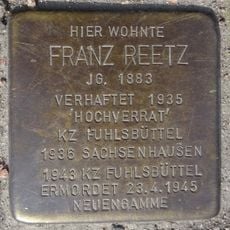 HIER WOHNTE
FRANZ REETZ
JG. 1883
VERHAFTET 1935
'HOCHVERRAT'
KZ FUHLSBÜTTEL
1936 SACHSENHAUSEN
1943 KZ FUHLSBÜTTEL
ERMORDET 23.4.1945
NEUENGAMME